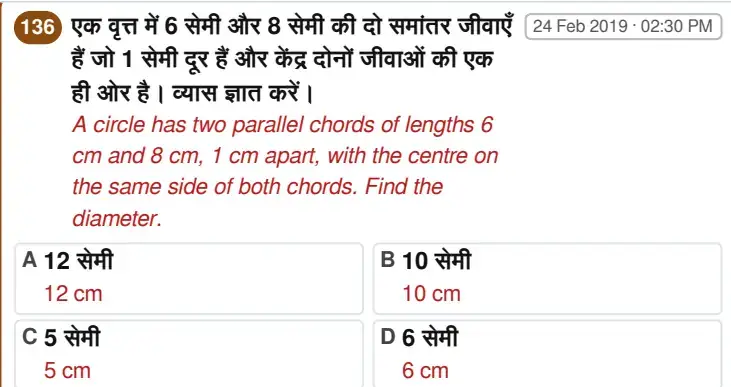 136 एक वृत्त में 6 सेमी और 8 सेमी की दो समांतर जीवाएँ 24 Feb 2019 · 02:30 PM
हैं जो 1 सेमी दूर हैं और केंद्र दोनों जीवाओं की एक
ही ओर है। व्यास ज्ञात करें।
A circle has two parallel chords of lengths 6
cm and 8 cm, 1 cm apart, with the centre on
the same side of both chords. Find the
diameter.
A 12 सेमी B 10 सेमी
12 cm 10 cm
C 5 सेमी D 6 सेमी
5 cm 6 cm